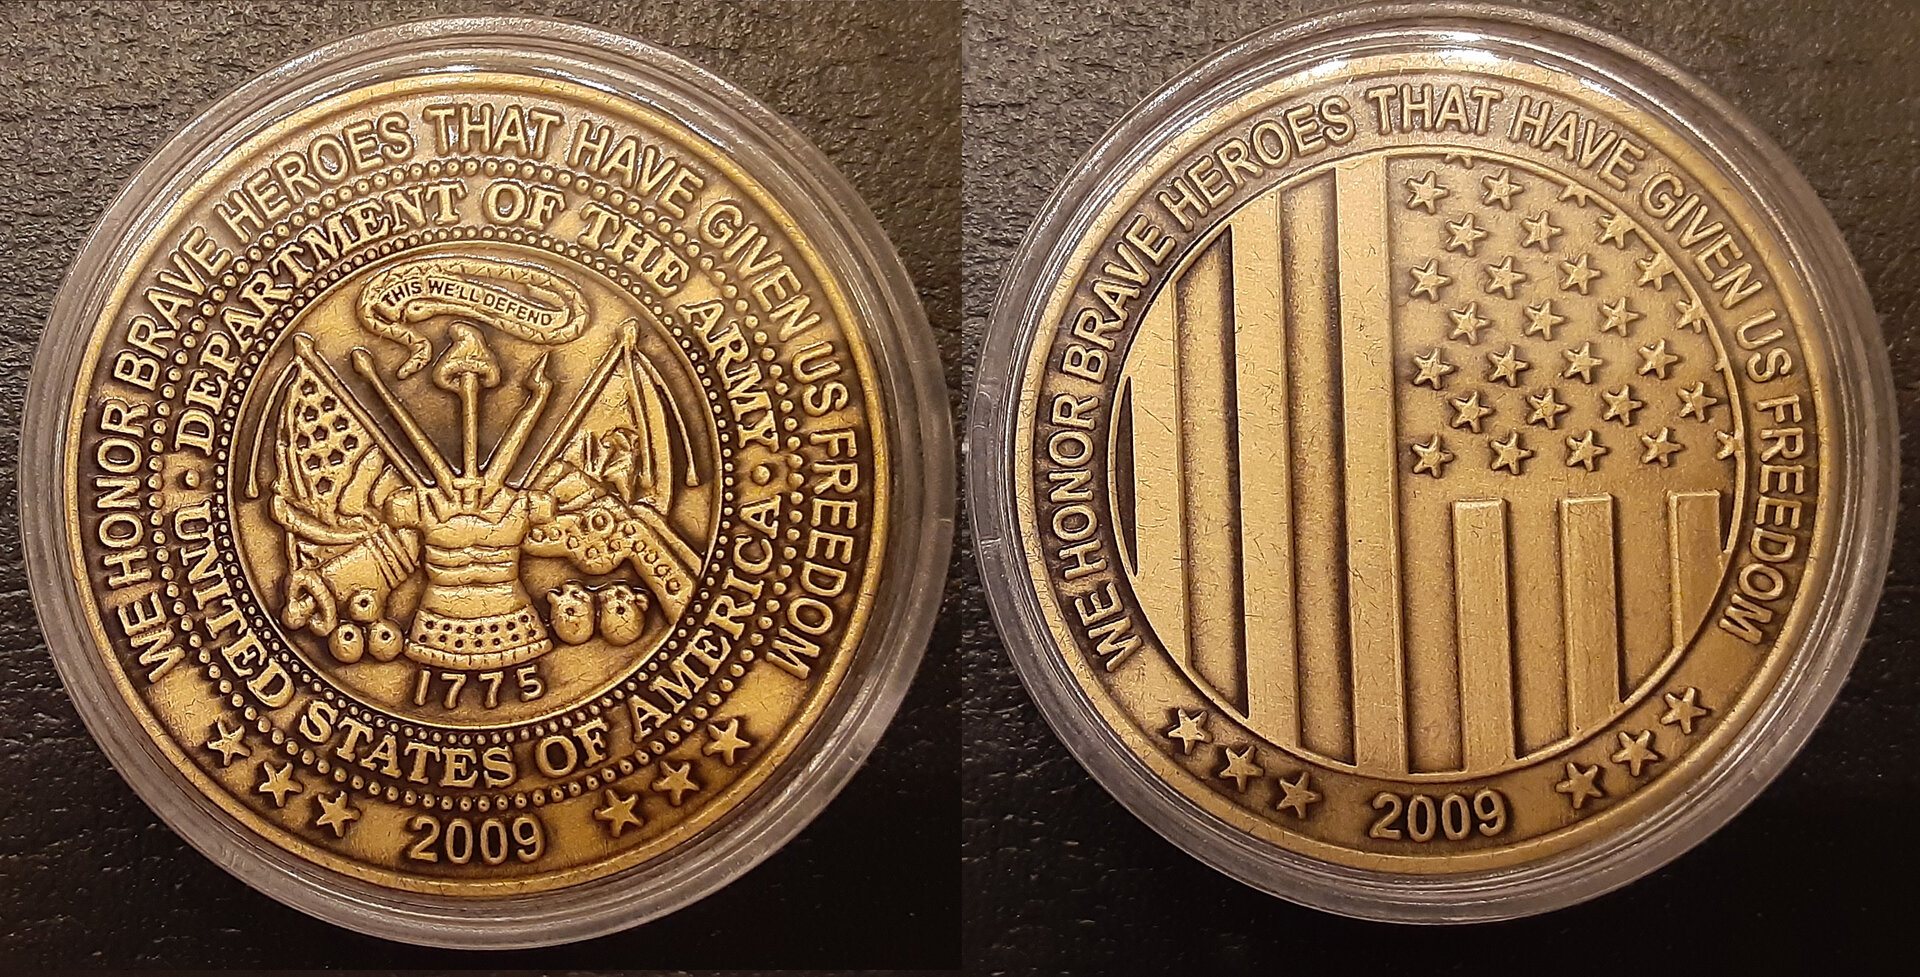 WE HONOR BRAVE HEROES THAT HAVE GIVEN US FREEDOM
· DEPARTMENT OF THE ARMY ·
THIS WE'LL DEFEND
1775
UNITED STATES OF AMERICA
2009
WE HONOR BRAVE HEROES THAT HAVE GIVEN US FREEDOM
2009